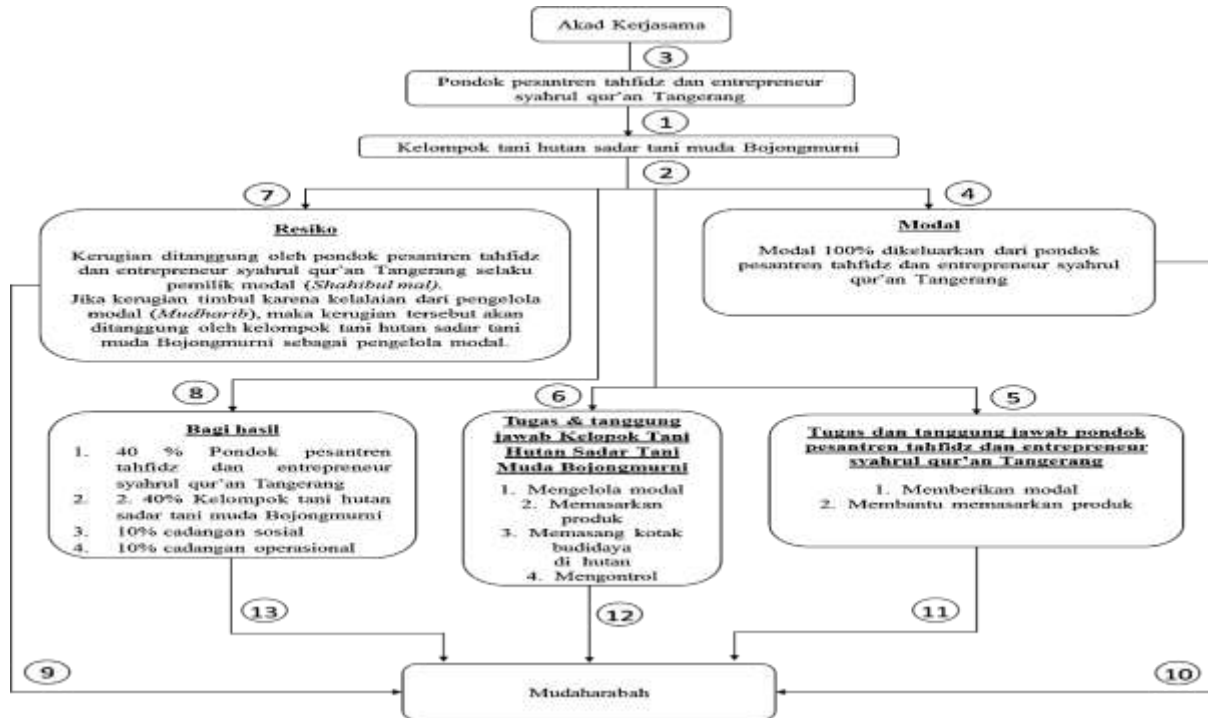 Akad Kerjasama
3
Pondok pesantren tahfidz dan entrepreneur
syahrul qur'an Tangerang
1
Kelompok tani hutan sadar tani muda Bojongmurni
2
7
4
Resiko
Kerugian ditanggung oleh pondok pesantren tahfidz
dan entrepreneur syahrul qur'an Tangerang selaku
pemilik modal (Shahibul mal).
Jika kerugian timbul karena kelalaian dari pengelola
modal (Mudharib), maka kerugian tersebut akan
ditanggung oleh kelompok tani hutan sadar tani
muda Bojongmurni sebagai pengelola modal.
Modal
Modal 100% dikeluarkan dari pondok
pesantren tahfidz dan entrepreneur syahrul
qur'an Tangerang
8
6
5
Bagi hasil
1. 40 % Pondok pesantren
tahfidz dan entrepreneur
syahrul qur'an Tangerang
2. 2. 40% Kelompok tani hutan
sadar tani muda Bojongmurni
3. 10% cadangan sosial
4. 10% cadangan operasional
Tugas & tanggung
jawab Kelopok Tani
Hutan Sadar Tani
Muda Bojongmurni
1. Mengelola modal
2. Memasarkan
produk
3. Memasang kotak
budidaya
di hutan
4. Mengontrol
Tugas dan tanggung jawab pondok
pesantren tahfidz dan entrepreneur
syahrul qur'an Tangerang
1. Memberikan modal
2. Membantu memasarkan produk
13
12
11
9
10
Mudaharabah